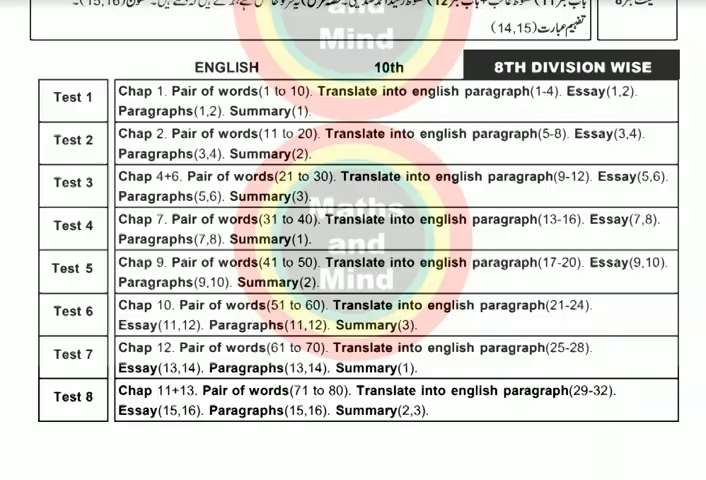 تفہیم عبارت (14,15)
ENGLISH 10th 8TH DIVISION WISE
Test 1
Chap 1. Pair of words(1 to 10). Translate into english paragraph(1-4). Essay(1,2).
Paragraphs(1,2). Summary(1).
Test 2
Chap 2. Pair of words(11 to 20). Translate into english paragraph(5-8). Essay(3,4).
Paragraphs(3,4). Summary(2).
Test 3
Chap 4+6. Pair of words(21 to 30). Translate into english paragraph(9-12). Essay(5,6).
Paragraphs(5,6). Summary(3).
Test 4
Chap 7. Pair of words(31 to 40). Translate into english paragraph(13-16). Essay(7,8).
Paragraphs(7,8). Summary(1).
Test 5
Chap 9. Pair of words(41 to 50). Translate into english paragraph(17-20). Essay(9,10).
Paragraphs(9,10). Summary(2).
Test 6
Chap 10. Pair of words(51 to 60). Translate into english paragraph(21-24).
Essay(11,12). Paragraphs(11,12). Summary(3).
Test 7
Chap 12. Pair of words(61 to 70). Translate into english paragraph(25-28).
Essay(13,14). Paragraphs(13,14). Summary(1).
Test 8
Chap 11+13. Pair of words(71 to 80). Translate into english paragraph(29-32).
Essay(15,16). Paragraphs(15,16). Summary(2,3).
and
Mind
Maths
and
Mind